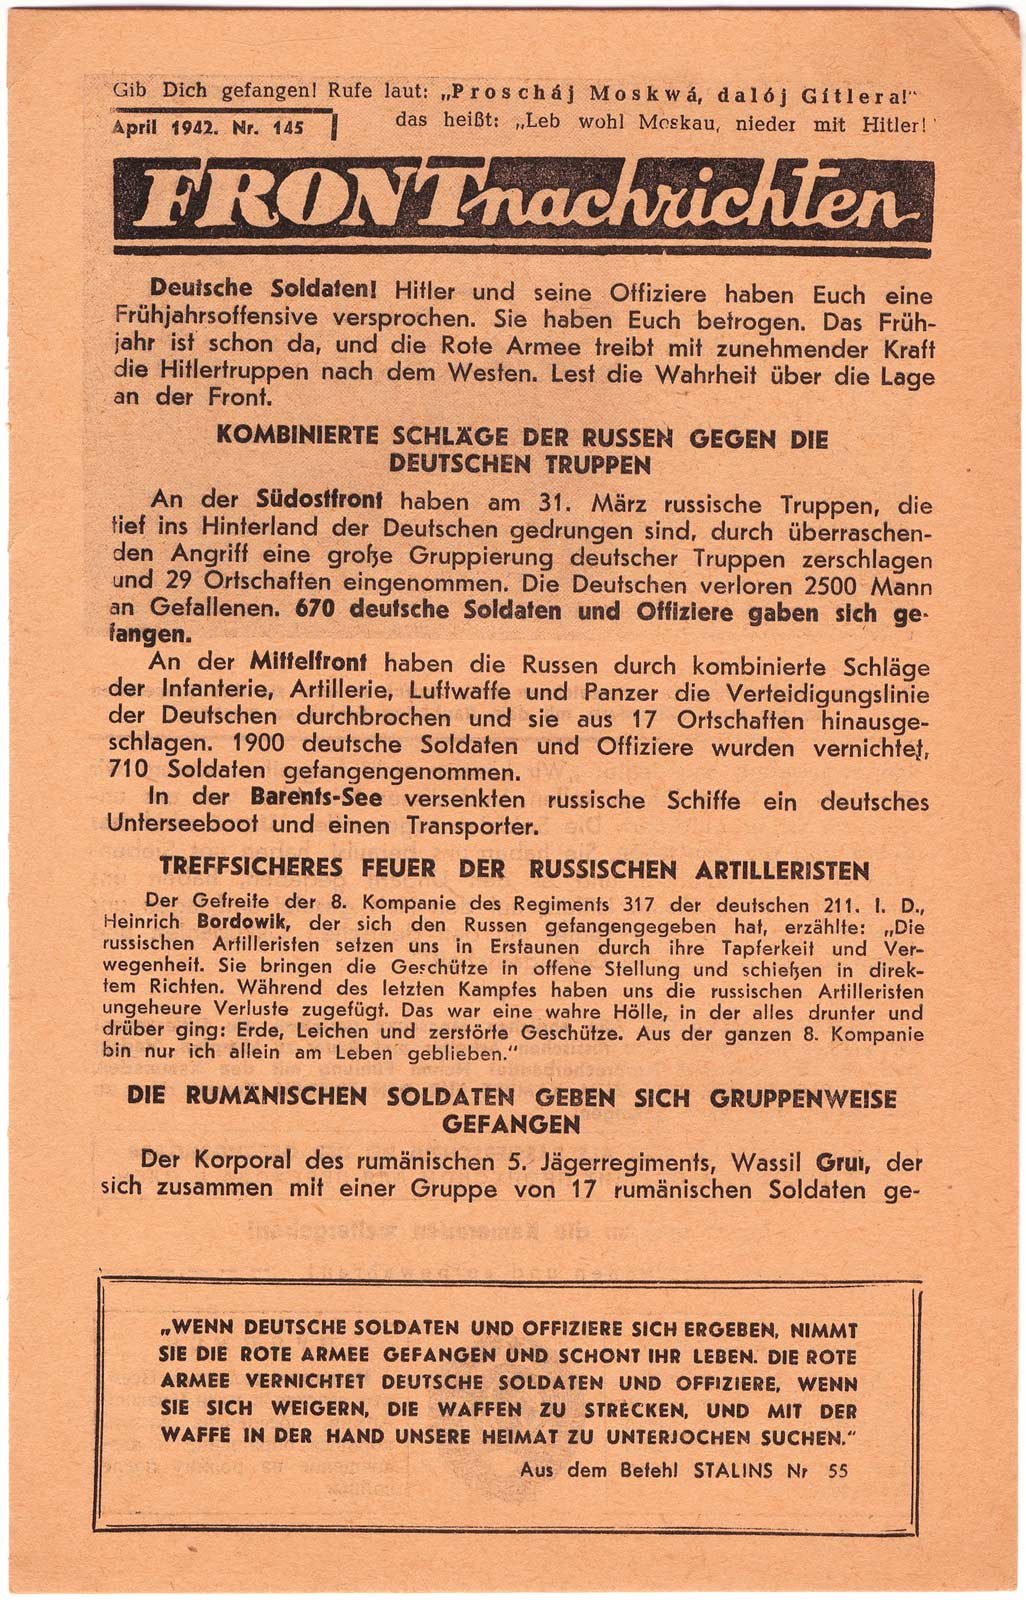 Gib Dich gefangen! Rufe laut: „Proscháj Moskwá, dalój Gítlera!“
April 1942. Nr. 145
das heißt: „Leb wohl Moskau, nieder mit Hitler!“
FRONTnachrichten
Deutsche Soldaten! Hitler und seine Offiziere haben Euch eine
Frühjahrsoffensive versprochen. Sie haben Euch betrogen. Das Früh-
jahr ist schon da, und die Rote Armee treibt mit zunehmender Kraft
die Hitlertruppen nach dem Westen. Lest die Wahrheit über die Lage
an der Front.
KOMBINIERTE SCHLÄGE DER RUSSEN GEGEN DIE
DEUTSCHEN TRUPPEN
An der Südostfront haben am 31. März russische Truppen, die
tief ins Hinterland der Deutschen gedrungen sind, durch überraschen-
den Angriff eine große Gruppierung deutscher Truppen zerschlagen
und 29 Ortschaften eingenommen. Die Deutschen verloren 2500 Mann
an Gefallenen. 670 deutsche Soldaten und Offiziere gaben sich ge-
fangen.
An der Mittelfront haben die Russen durch kombinierte Schläge
der Infanterie, Artillerie, Luftwaffe und Panzer die Verteidigungslinie
der Deutschen durchbrochen und sie aus 17 Ortschaften hinausge-
schlagen. 1900 deutsche Soldaten und Offiziere wurden vernichtet,
710 Soldaten gefangengenommen.
In der Barents-See versenkten russische Schiffe ein deutsches
Unterseeboot und einen Transporter.
TREFFSICHERES FEUER DER RUSSISCHEN ARTILLERISTEN
Der Gefreite der 8. Kompanie des Regiments 317 der deutschen 211. I. D.,
Heinrich Bordowik, der sich den Russen gefangengegeben hat, erzählte: „Die
russischen Artilleristen setzen uns in Erstaunen durch ihre Tapferkeit und Ver-
wegenheit. Sie bringen die Geschütze in offene Stellung und schießen in direk-
tem Richten. Während des letzten Kampfes haben uns die russischen Artilleristen
ungeheure Verluste zugefügt. Das war eine wahre Hölle, in der alles drunter und
drüber ging: Erde, Leichen und zerstörte Geschütze. Aus der ganzen 8. Kompanie
bin nur ich allein am Leben geblieben.“
DIE RUMÄNISCHEN SOLDATEN GEBEN SICH GRUPPENWEISE
GEFANGEN
Der Korporal des rumänischen 5. Jägerregiments, Wassil Grui, der
sich zusammen mit einer Gruppe von 17 rumänischen Soldaten ge-
„WENN DEUTSCHE SOLDATEN UND OFFIZIERE SICH ERGEBEN, NIMMT
SIE DIE ROTE ARMEE GEFANGEN UND SCHONT IHR LEBEN. DIE ROTE
ARMEE VERNICHTET DEUTSCHE SOLDATEN UND OFFIZIERE, WENN
SIE SICH WEIGERN, DIE WAFFEN ZU STRECKEN, UND MIT DER
WAFFE IN DER HAND UNSERE HEIMAT ZU UNTERJOCHEN SUCHEN.“
Aus dem Befehl STALINS Nr 55